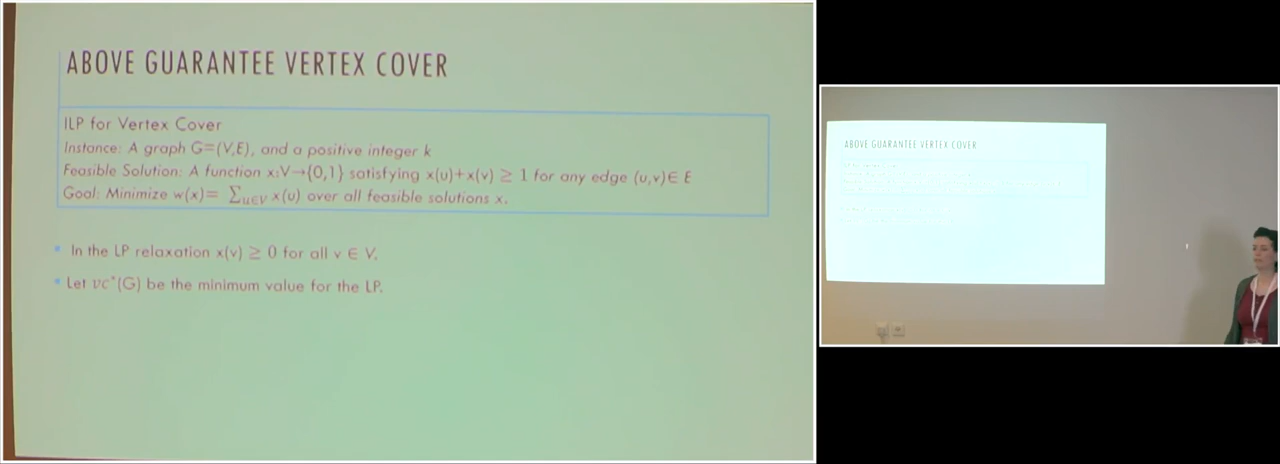 ABOVE GUARANTEE VERTEX COVER
ILP for Vertex Cover
Instance: A graph G=(V,E), and a positive integer k
Feasible Solution: A function x:V→{0,1} satisfying x(u)+x(v) ≥ 1 for any edge (u,v)∈ E
Goal: Minimize w(x)= ∑u∈V x(u) over all feasible solutions x.
• In the LP relaxation x(v) ≥ 0 for all v ∈ V.
• Let vc*(G) be the minimum value for the LP.
ABOVE GUARANTEE VERTEX COVER